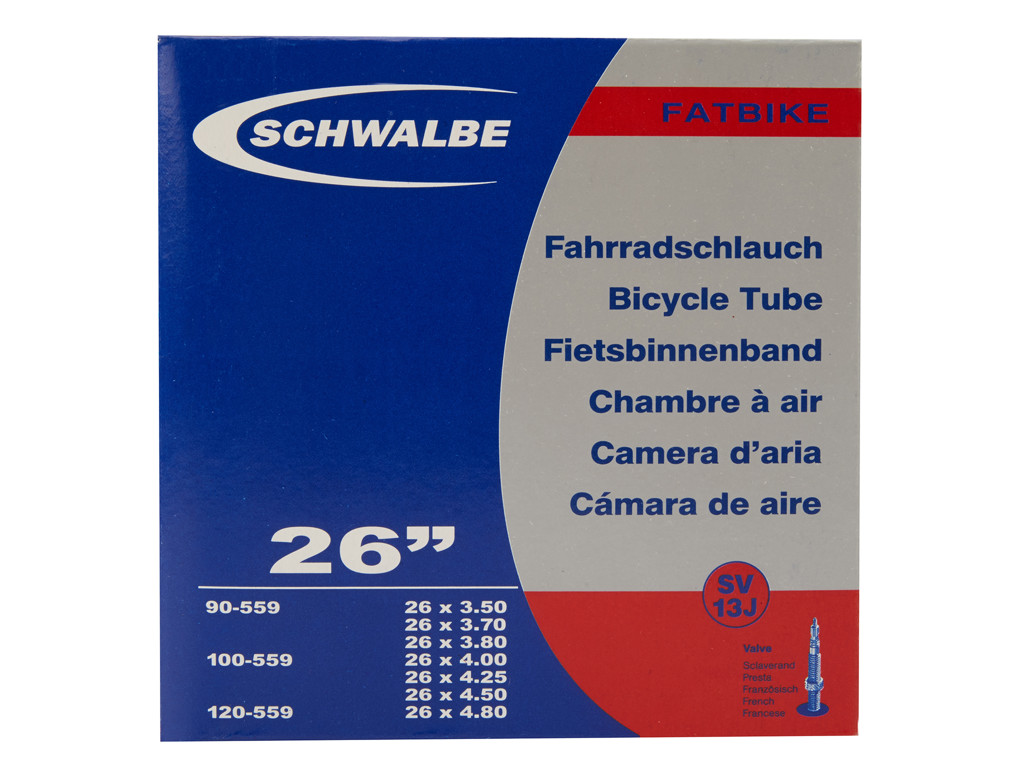 SCHWALBE
FATBIKE
Fahrradschlauch
Bicycle Tube
Fietsbinnenband
Chambre à air
Camera d'aria
Cámara de aire
26”
90-559 26 x 3.50
26 x 3.70
26 x 3.80
100-559 26 x 4.00
26 x 4.25
26 x 4.50
120-559 26 x 4.80
SV
13J
Valve
Sclaverand
Presta
Französisch
French
Francese